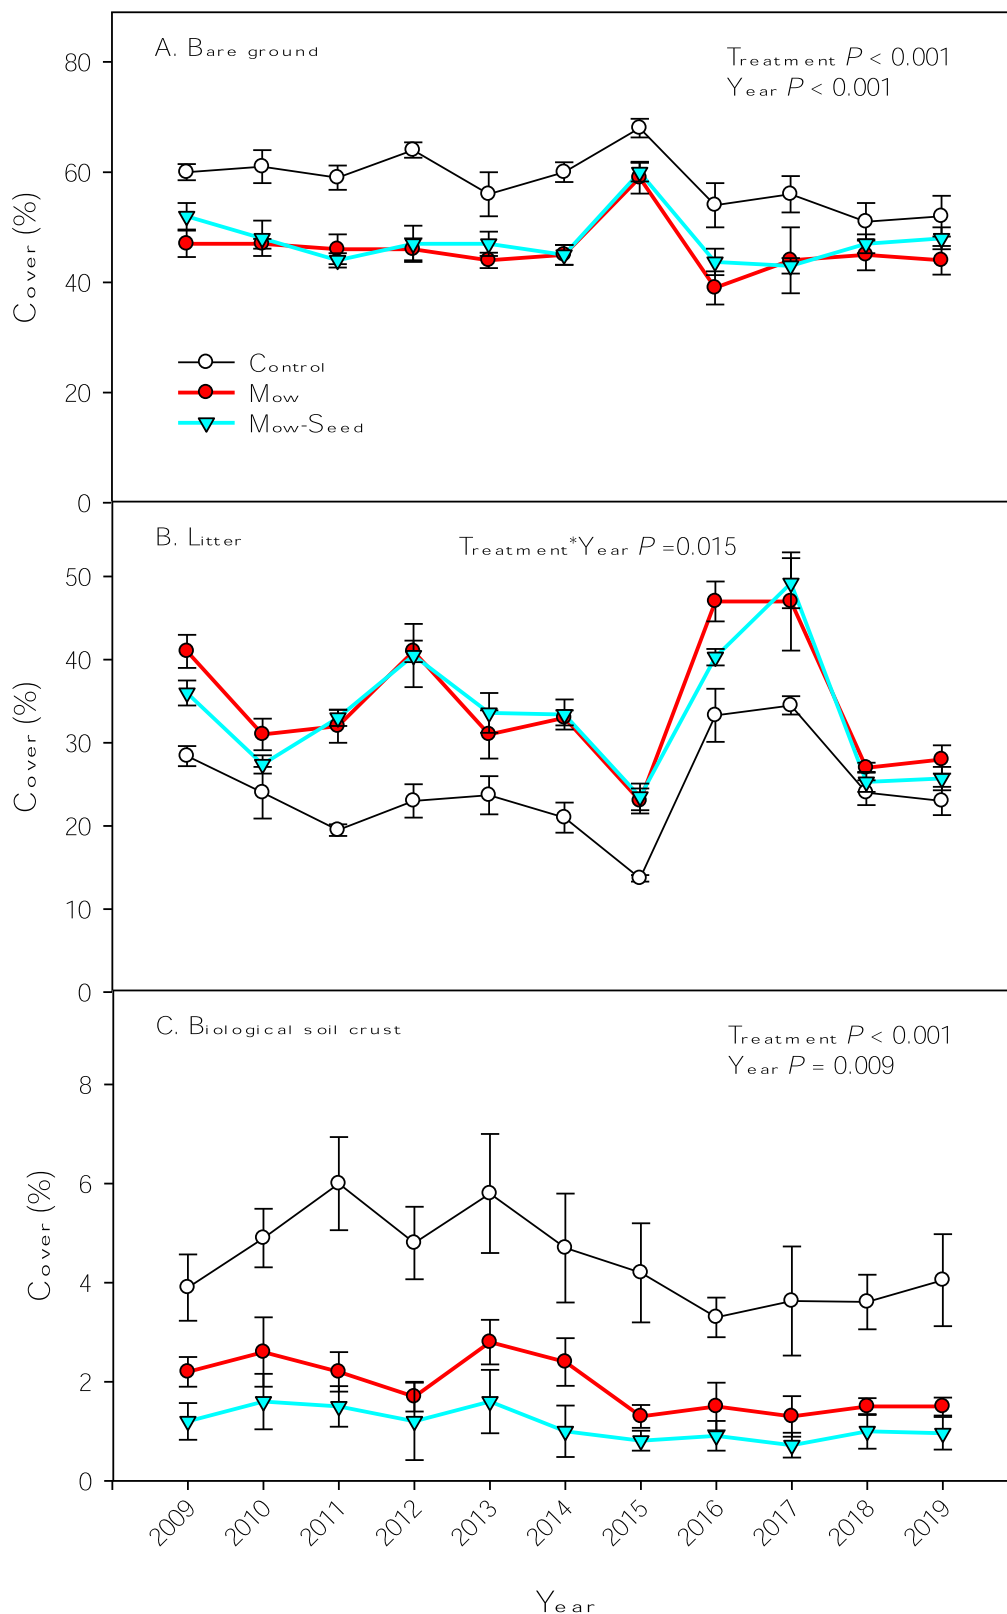 A. Bare ground
Treatment P < 0.001
Year P < 0.001
80
60
40
20
0
Cover (%)
Control
Mow
Mow-Seed
B. Litter
Treatment*Year P =0.015
50
40
30
20
10
0
Cover (%)
C. Biological soil crust
Treatment P < 0.001
Year P = 0.009
8
6
4
2
0
Cover (%)
2009 2010 2011 2012 2013 2014 2015 2016 2017 2018 2019
Year